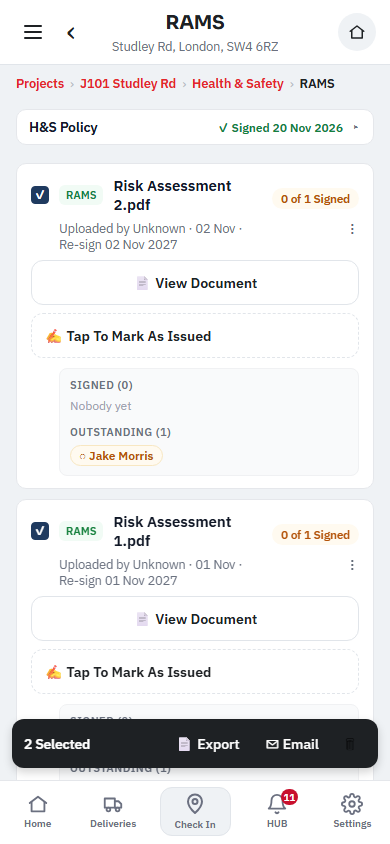 RAMS
Studley Rd, London, SW4 6RZ
Projects › J101 Studley Rd › Health & Safety › RAMS
H&S Policy
✓ Signed 20 Nov 2026
RAMS
Risk Assessment
2.pdf
0 of 1 Signed
Uploaded by Unknown · 02 Nov ·
Re-sign 02 Nov 2027
View Document
Tap To Mark As Issued
SIGNED (0)
Nobody yet
OUTSTANDING (1)
○ Jake Morris
RAMS
Risk Assessment
1.pdf
0 of 1 Signed
Uploaded by Unknown · 01 Nov ·
Re-sign 01 Nov 2027
View Document
Tap To Mark As Issued
SIGNED (0)
2 Selected
Export
Email
OUTSTANDING (1)
Home
Deliveries
Check In
11
HUB
Settings